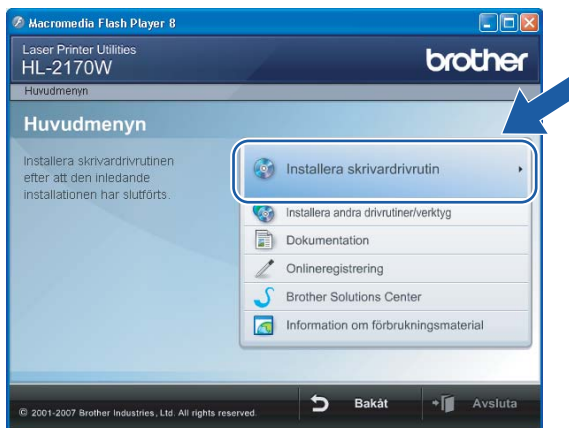 Macromedia Flash Player 8
Laser Printer Utilities
HL-2170W
brother
Huvudmenyn
Huvudmenyn
Installera skrivardrivrutinen
efter att den inledande
installationen har slutförts.
Installera skrivardrivrutin
Installera andra drivrutiner/verktyg
Dokumentation
Onlineregistrering
Brother Solutions Center
Information om förbrukningsmaterial
© 2001-2007 Brother Industries, Ltd. All rights reserved.
Bakåt
Avsluta